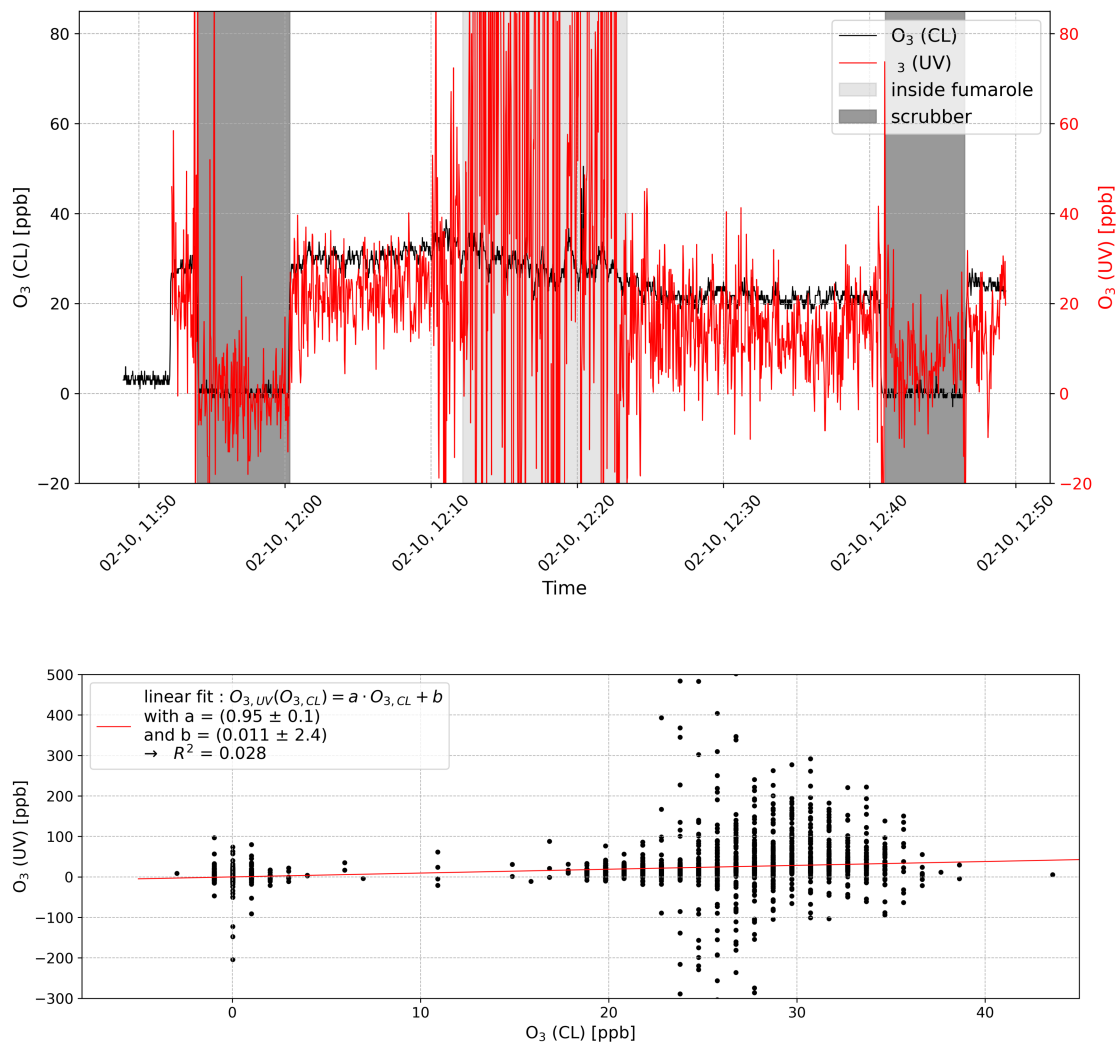 80
60
40
20
0
−20
O₃ (CL) [ppb]
O₃ (CL)
₃ (UV)
inside fumarole
scrubber
80
60
40
20
0
−20
O₃ (UV) [ppb]
02-10, 11:50
02-10, 12:00
02-10, 12:10
02-10, 12:20
02-10, 12:30
02-10, 12:40
02-10, 12:50
Time
500
400
300
200
100
0
−100
−200
−300
O₃ (UV) [ppb]
linear fit : O₃,UV(O₃,CL) = a · O₃,CL + b
with a = (0.95 ± 0.1)
and b = (0.011 ± 2.4)
→ R² = 0.028
0
10
20
30
40
O₃ (CL) [ppb]